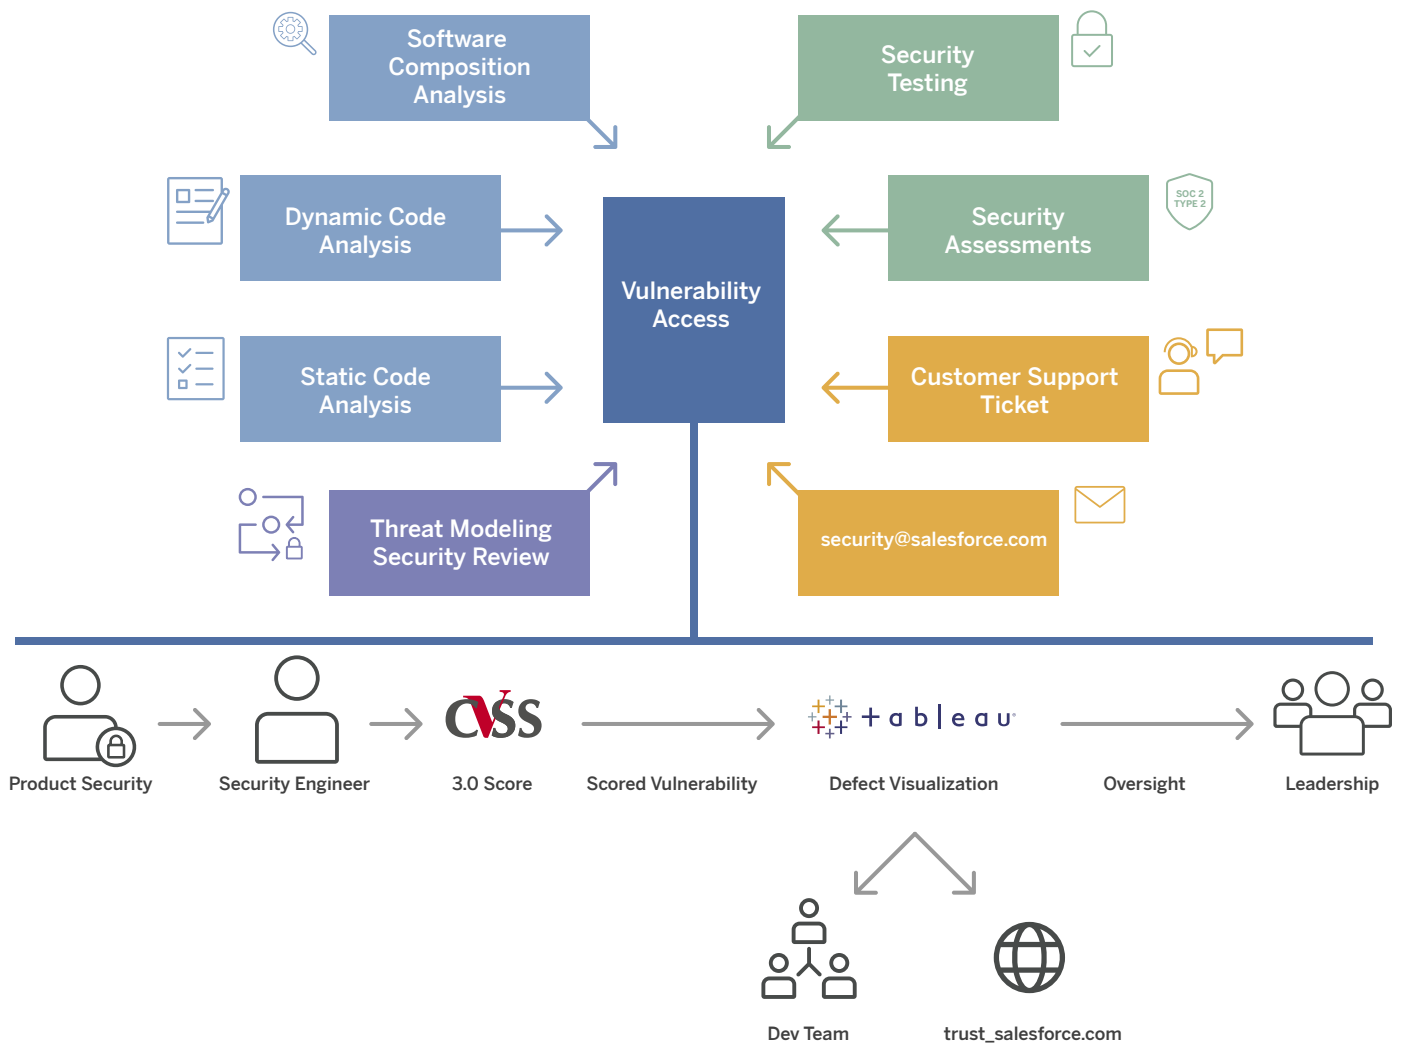 Software
Composition
Analysis
Security
Testing
Dynamic Code
Analysis
Vulnerability
Access
Security
Assessments
SOC 2
TYPE 2
Static Code
Analysis
Customer Support
Ticket
Threat Modeling
Security Review
security@salesforce.com
CVSS
+ableau®
Product Security
Security Engineer
3.0 Score
Scored Vulnerability
Defect Visualization
Oversight
Leadership
Dev Team
trust_salesforce.com